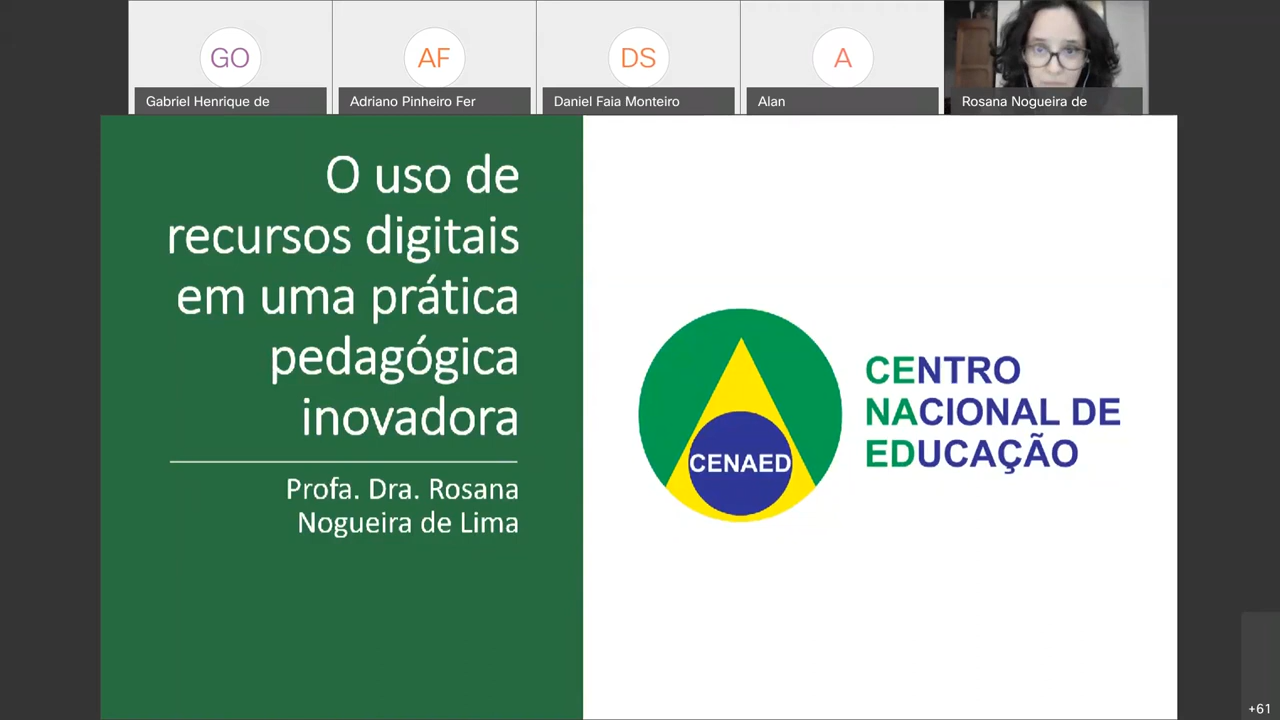 GO
AF
DS
A
Gabriel Henrique de
Adriano Pinheiro Fer
Daniel Faia Monteiro
Alan
Rosana Nogueira de
O uso de
recursos digitais
em uma prática
pedagógica
inovadora
Profa. Dra. Rosana
Nogueira de Lima
CENAED
CENTRO
NACIONAL DE
EDUCAÇÃO
+61